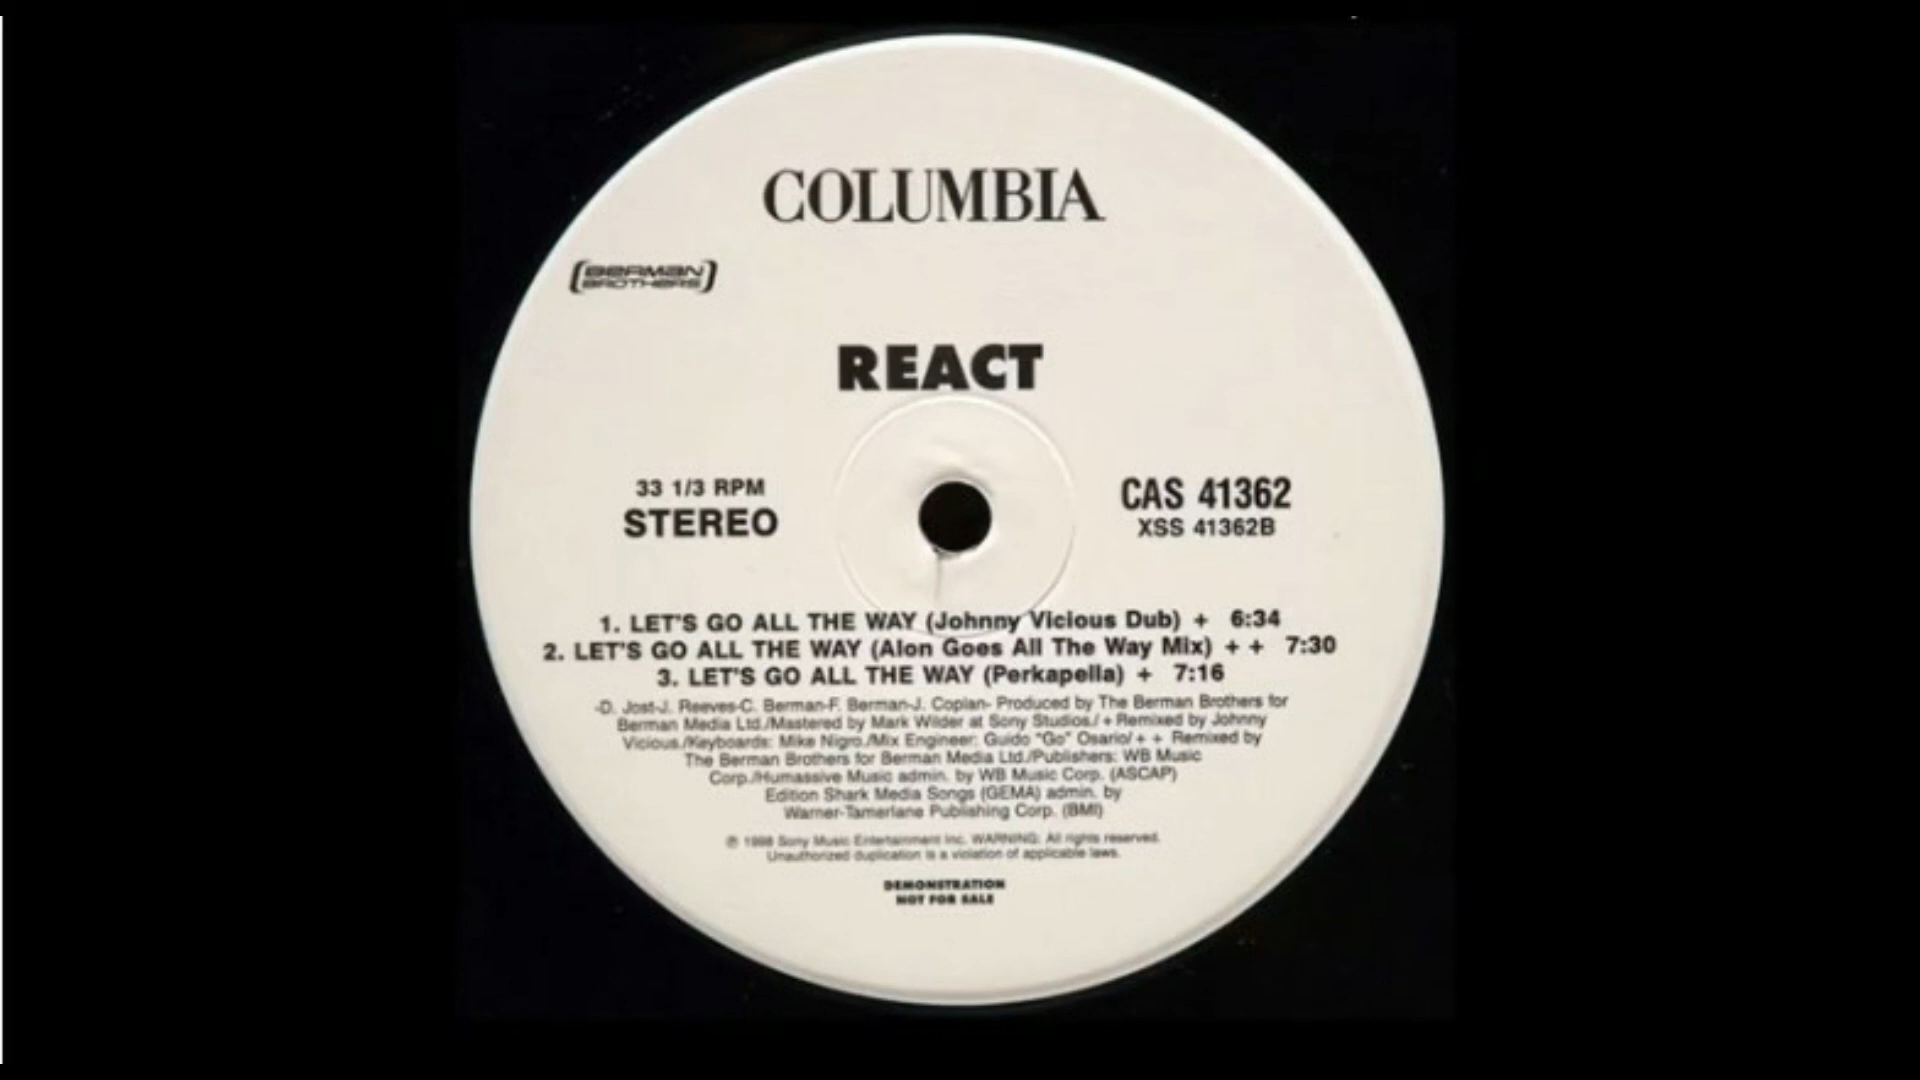 COLUMBIA
BERMAN
BROTHERS
REACT
33 1/3 RPM
STEREO
CAS 41362
XSS 41362B
1. LET'S GO ALL THE WAY (Johnny Vicious Dub) + 6:34
2. LET'S GO ALL THE WAY (Alon Goes All The Way Mix) + + 7:30
3. LET'S GO ALL THE WAY (Perkapella) + 7:16
-D. Jost-J. Reeves-C. Berman-F. Berman-J. Coplan- Produced by The Berman Brothers for
Berman Media Ltd./Mastered by Mark Wilder at Sony Studios./ + Remixed by Johnny
Vicious./Keyboards: Mike Nigro./Mix Engineer: Guido "Go" Osario/ + + Remixed by
The Berman Brothers for Berman Media Ltd./Publishers: WB Music
Corp./Humassive Music admin. by WB Music Corp. (ASCAP)
Edition Shark Media Songs (GEMA) admin. by
Warner-Tamerlane Publishing Corp. (BMI)
℗ 1998 Sony Music Entertainment Inc. WARNING: All rights reserved.
Unauthorized duplication is a violation of applicable laws.
DEMONSTRATION
NOT FOR SALE